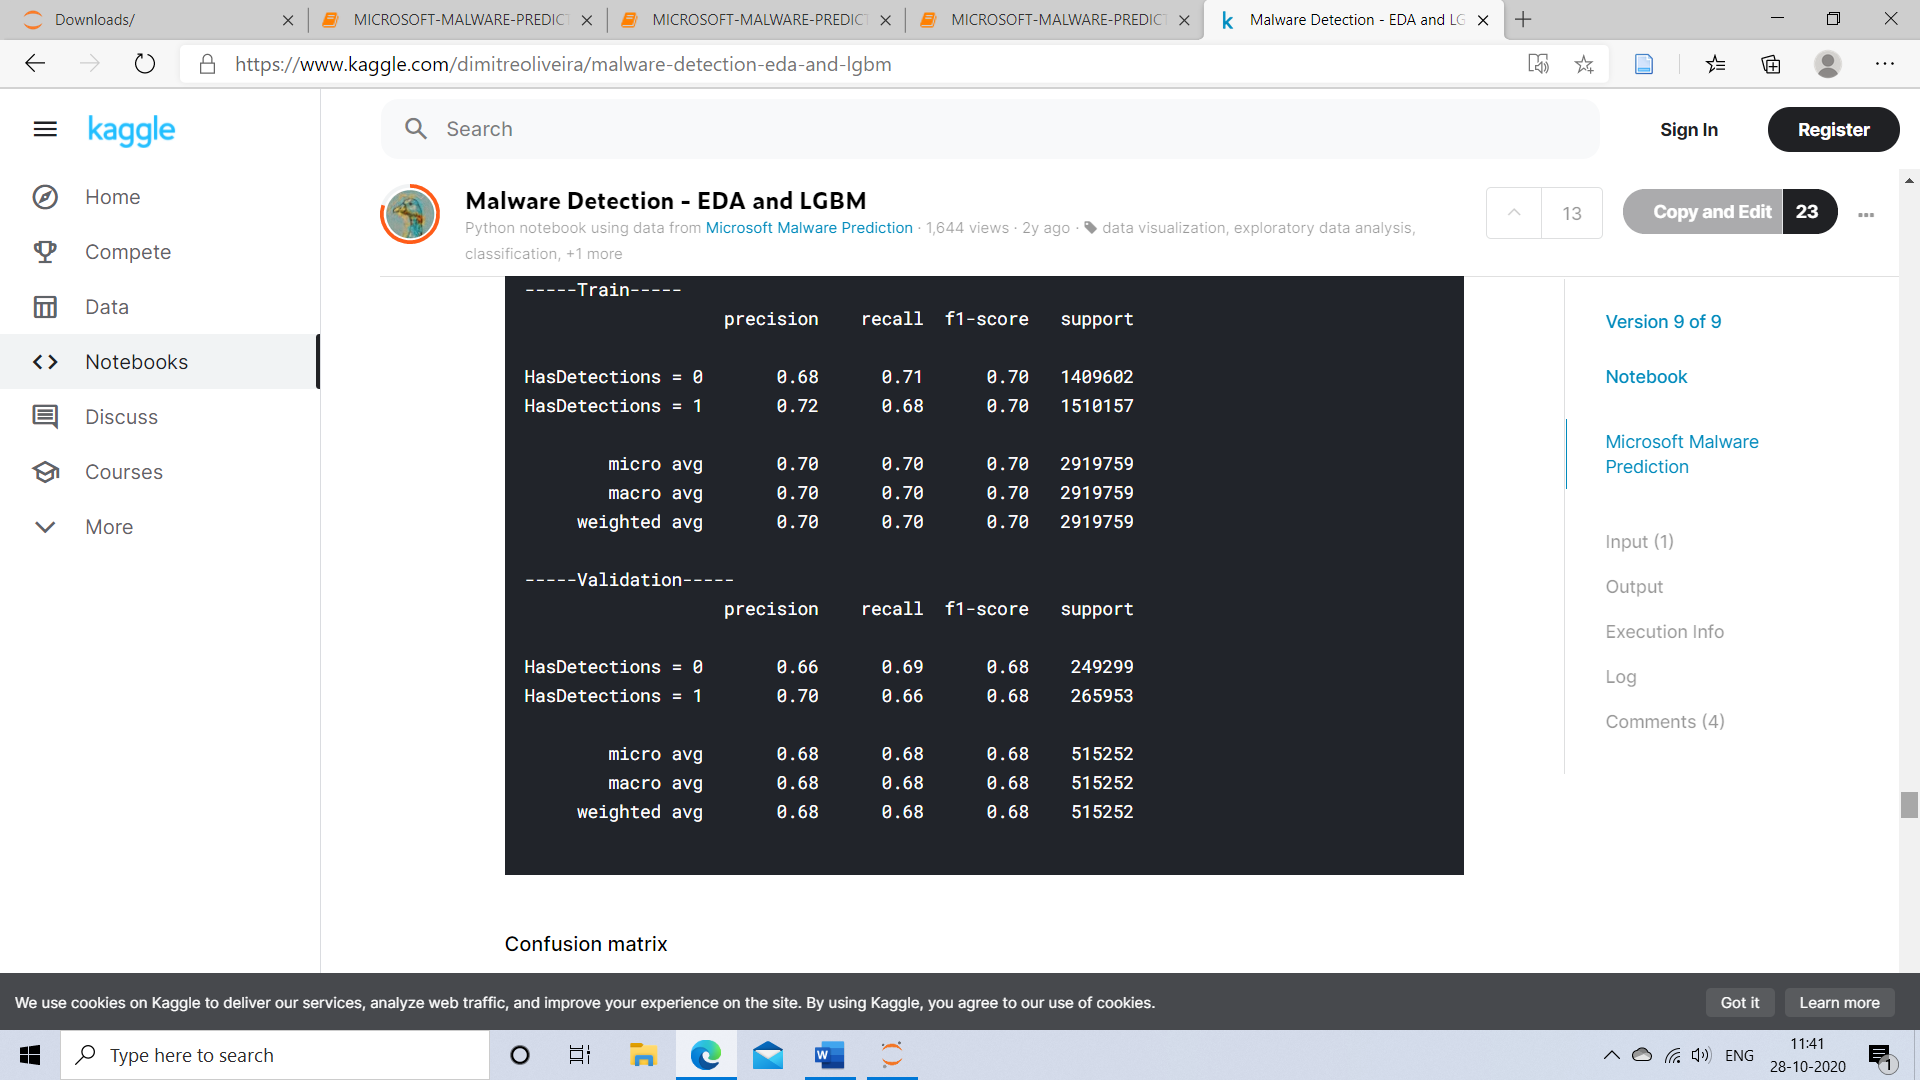 Downloads/
MICROSOFT-MALWARE-PREDICT
MICROSOFT-MALWARE-PREDICT
MICROSOFT-MALWARE-PREDICT
Malware Detection - EDA and LG
https://www.kaggle.com/dimitreoliveira/malware-detection-eda-and-lgbm
kaggle
Search
Sign In
Register
Home
Compete
Data
Notebooks
Discuss
Courses
More
Malware Detection - EDA and LGBM
Python notebook using data from Microsoft Malware Prediction · 1,644 views · 2y ago · data visualization, exploratory data analysis,
classification, +1 more
13
Copy and Edit 23
-----Train-----
precision recall f1-score support
HasDetections = 0 0.68 0.71 0.70 1409602
HasDetections = 1 0.72 0.68 0.70 1510157
micro avg 0.70 0.70 0.70 2919759
macro avg 0.70 0.70 0.70 2919759
weighted avg 0.70 0.70 0.70 2919759
-----Validation-----
precision recall f1-score support
HasDetections = 0 0.66 0.69 0.68 249299
HasDetections = 1 0.70 0.66 0.68 265953
micro avg 0.68 0.68 0.68 515252
macro avg 0.68 0.68 0.68 515252
weighted avg 0.68 0.68 0.68 515252
Confusion matrix
Version 9 of 9
Notebook
Microsoft Malware
Prediction
Input (1)
Output
Execution Info
Log
Comments (4)
We use cookies on Kaggle to deliver our services, analyze web traffic, and improve your experience on the site. By using Kaggle, you agree to our use of cookies.
Got it
Learn more
Type here to search
ENG
11:41
28-10-2020
1